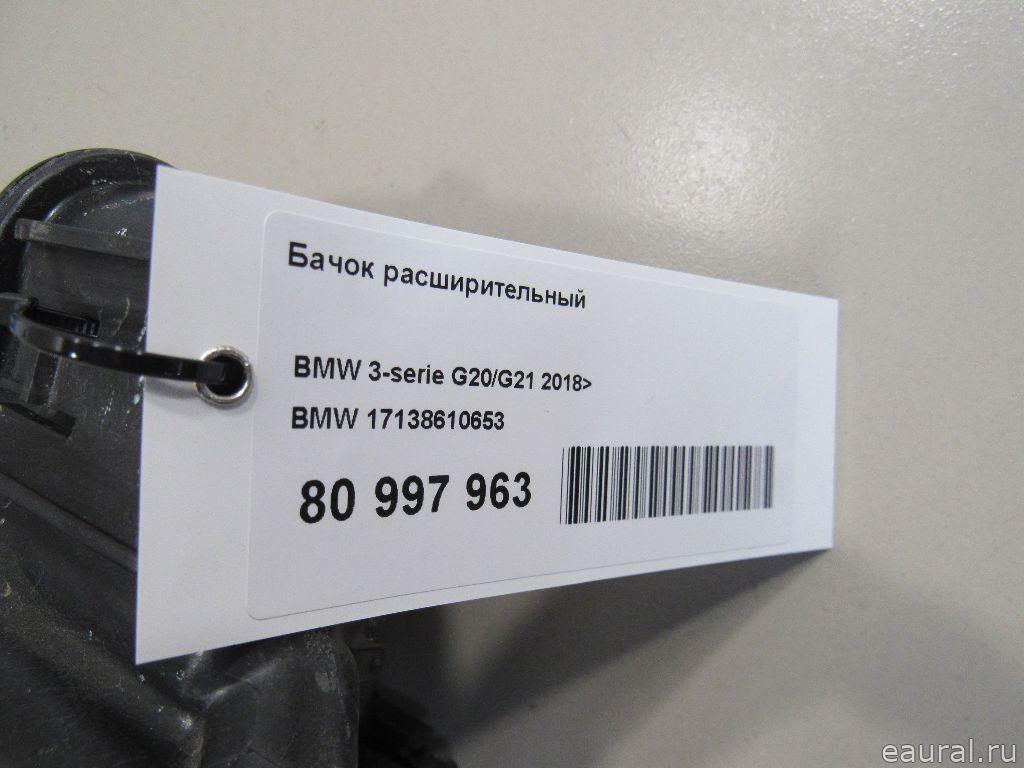 Бачок расширительный
BMW 3-serie G20/G21 2018>
BMW 17138610653
80 997 963
eaural.ru